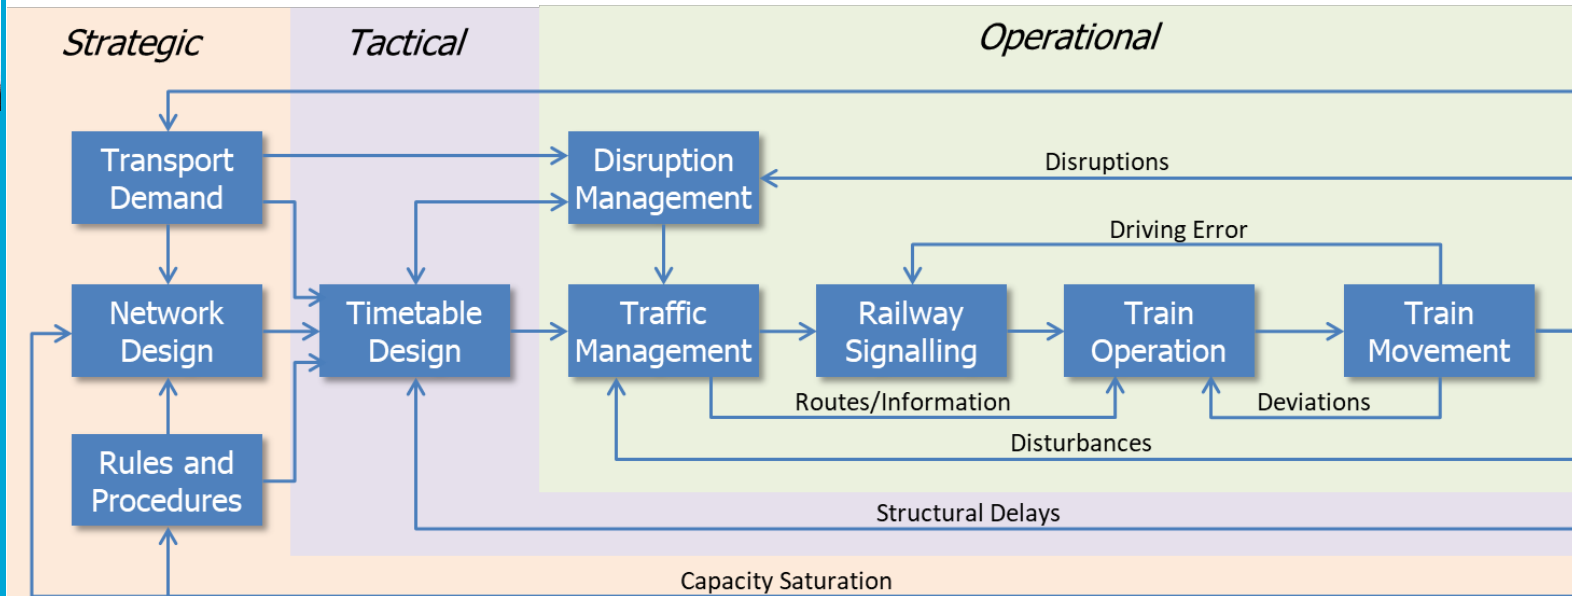 Strategic
Tactical
Operational
Transport
Demand
Disruption
Management
Disruptions
Driving Error
Network
Design
Timetable
Design
Traffic
Management
Railway
Signalling
Train
Operation
Train
Movement
Routes/Information
Deviations
Disturbances
Rules and
Procedures
Structural Delays
Capacity Saturation